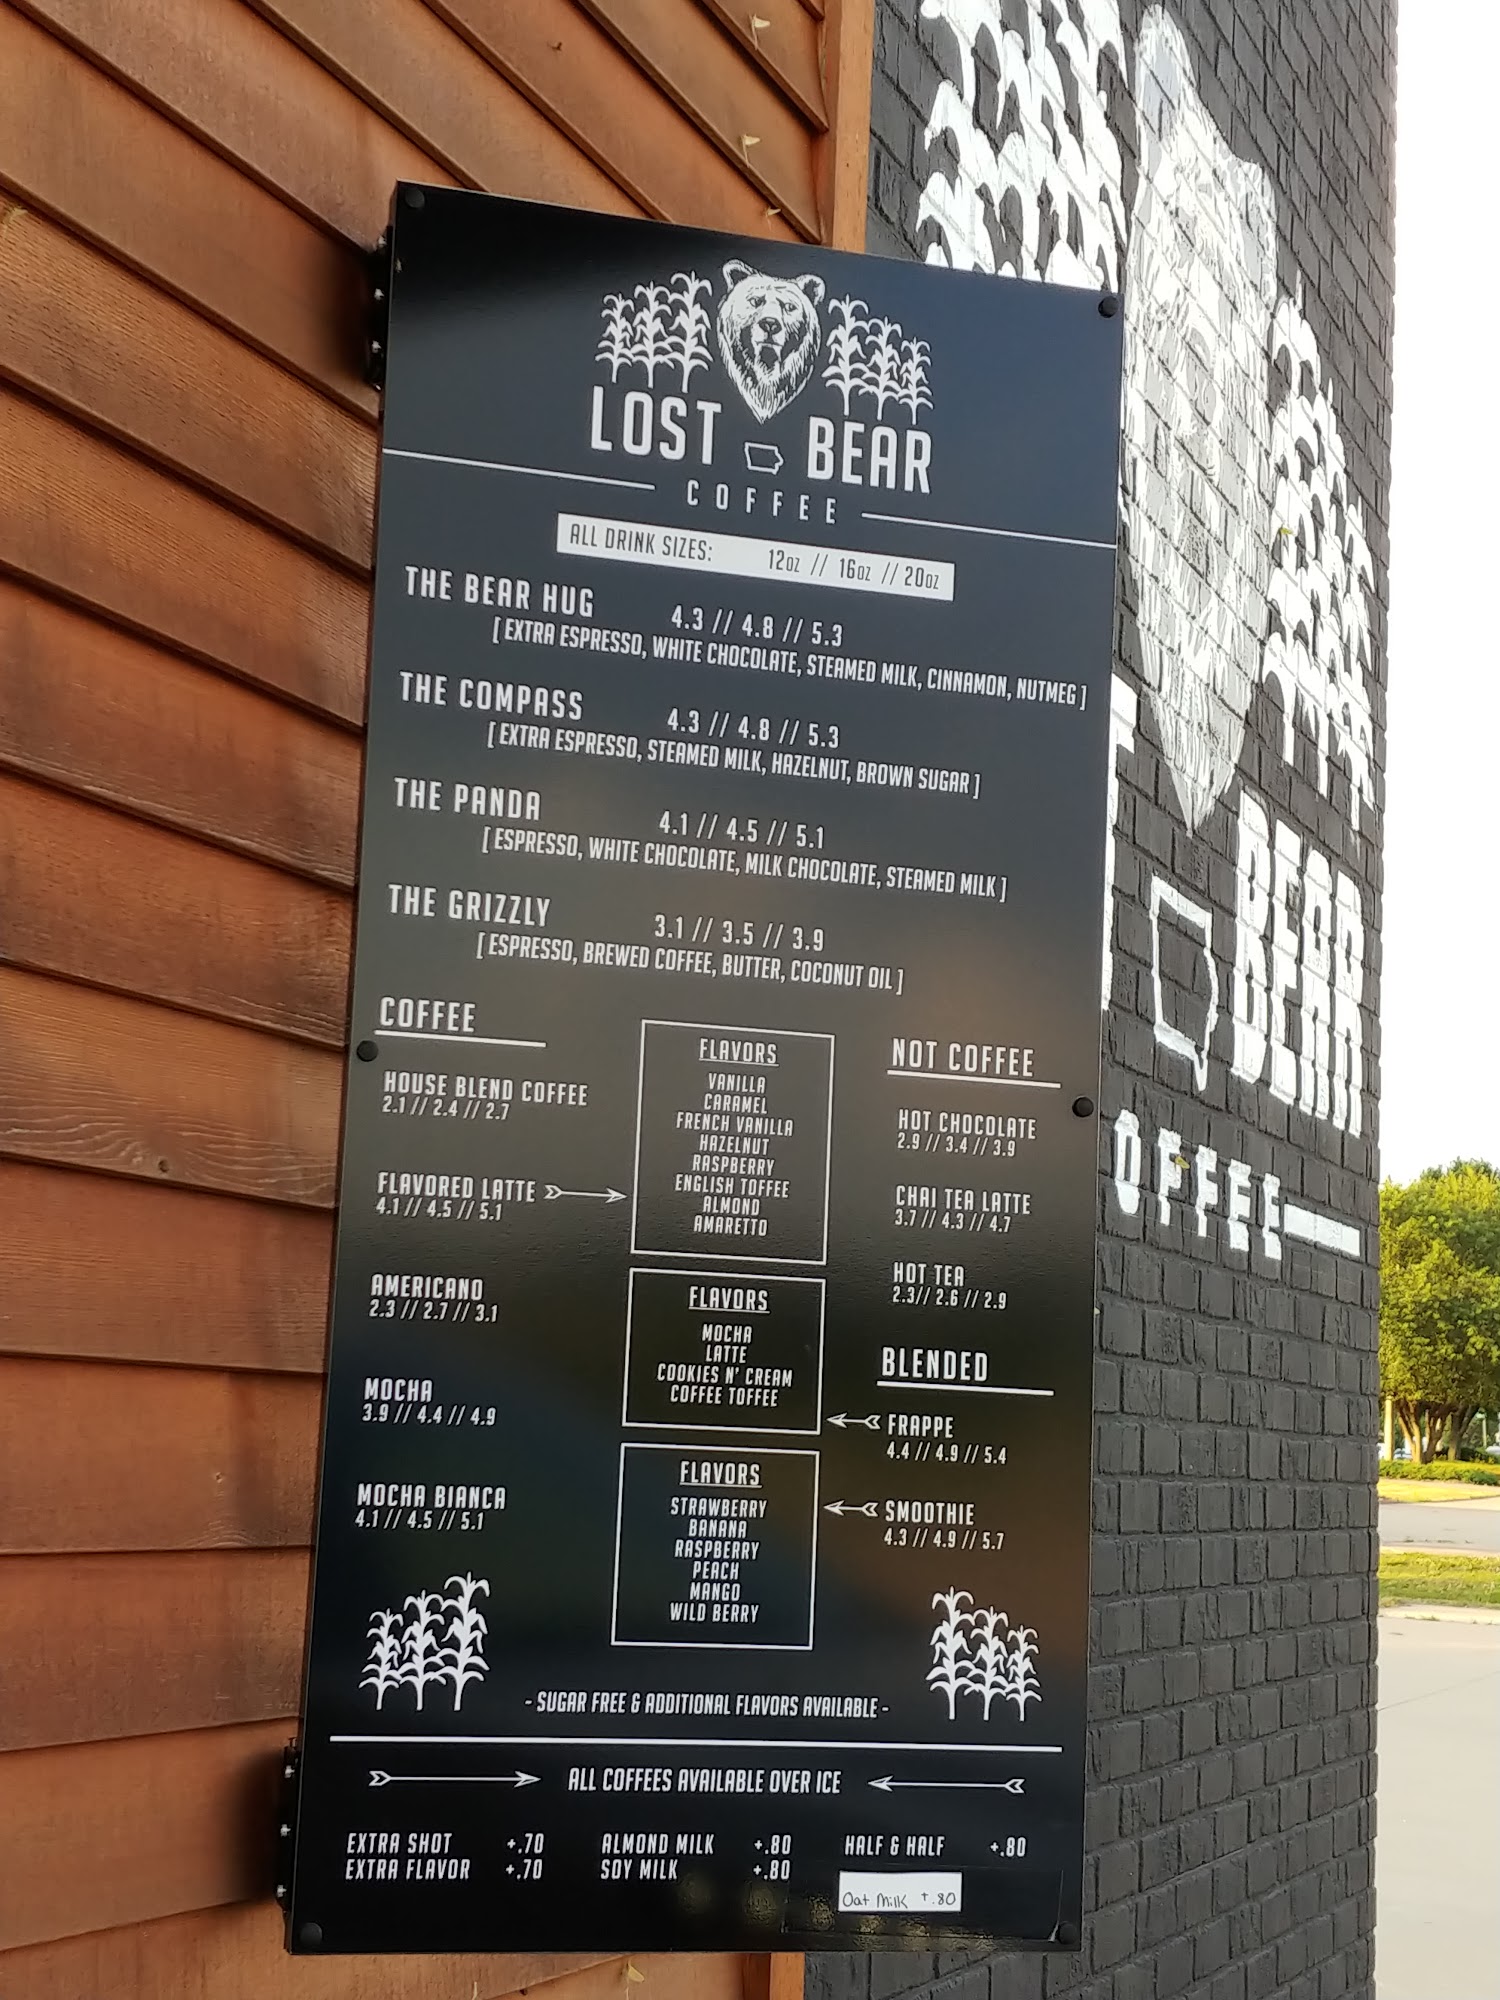 LOST BEAR
COFFEE
ALL DRINK SIZES: 12oz // 16oz // 20oz
THE BEAR HUG 4.3 // 4.8 // 5.3
[ EXTRA ESPRESSO, WHITE CHOCOLATE, STEAMED MILK, CINNAMON, NUTMEG ]
THE COMPASS 4.3 // 4.8 // 5.3
[ EXTRA ESPRESSO, STEAMED MILK, HAZELNUT, BROWN SUGAR ]
THE PANDA 4.1 // 4.5 // 5.1
[ ESPRESSO, WHITE CHOCOLATE, MILK CHOCOLATE, STEAMED MILK ]
THE GRIZZLY 3.1 // 3.5 // 3.9
[ ESPRESSO, BREWED COFFEE, BUTTER, COCONUT OIL ]
COFFEE
HOUSE BLEND COFFEE
2.1 // 2.4 // 2.7
FLAVORED LATTE
4.1 // 4.5 // 5.1
AMERICANO
2.3 // 2.7 // 3.1
MOCHA
3.9 // 4.4 // 4.9
MOCHA BIANCA
4.1 // 4.5 // 5.1
FLAVORS
VANILLA
CARAMEL
FRENCH VANILLA
HAZELNUT
RASPBERRY
ENGLISH TOFFEE
ALMOND
AMARETTO
FLAVORS
MOCHA
LATTE
COOKIES N' CREAM
COFFEE TOFFEE
FLAVORS
STRAWBERRY
BANANA
RASPBERRY
PEACH
MANGO
WILD BERRY
NOT COFFEE
HOT CHOCOLATE
2.9 // 3.4 // 3.9
CHAI TEA LATTE
3.7 // 4.3 // 4.7
HOT TEA
2.3// 2.6 // 2.9
BLENDED
FRAPPE
4.4 // 4.9 // 5.4
SMOOTHIE
4.3 // 4.9 // 5.7
- SUGAR FREE & ADDITIONAL FLAVORS AVAILABLE -
ALL COFFEES AVAILABLE OVER ICE
EXTRA SHOT +.70 ALMOND MILK +.80 HALF & HALF +.80
EXTRA FLAVOR +.70 SOY MILK +.80
Oat Milk +.80
T BEAR
OFFEE